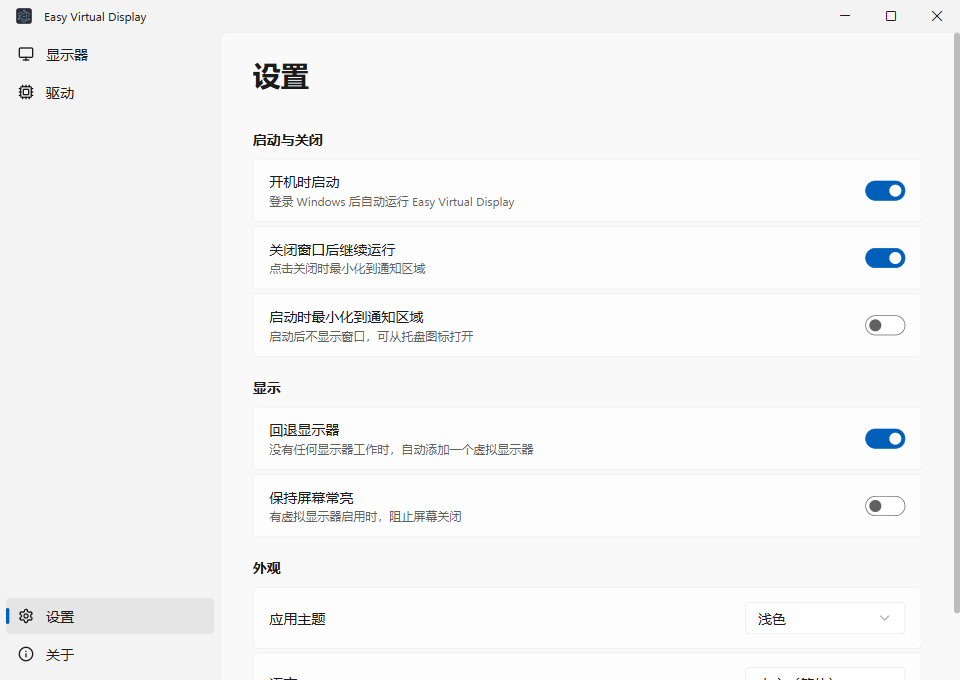 Easy Virtual Display
显示器
驱动
设置
启动与关闭
开机时启动
登录 Windows 后自动运行 Easy Virtual Display
关闭窗口后继续运行
点击关闭时最小化到通知区域
启动时最小化到通知区域
启动后不显示窗口，可从托盘图标打开
显示
回退显示器
没有任何显示器工作时，自动添加一个虚拟显示器
保持屏幕常亮
有虚拟显示器启用时，阻止屏幕关闭
外观
应用主题
浅色
设置
关于